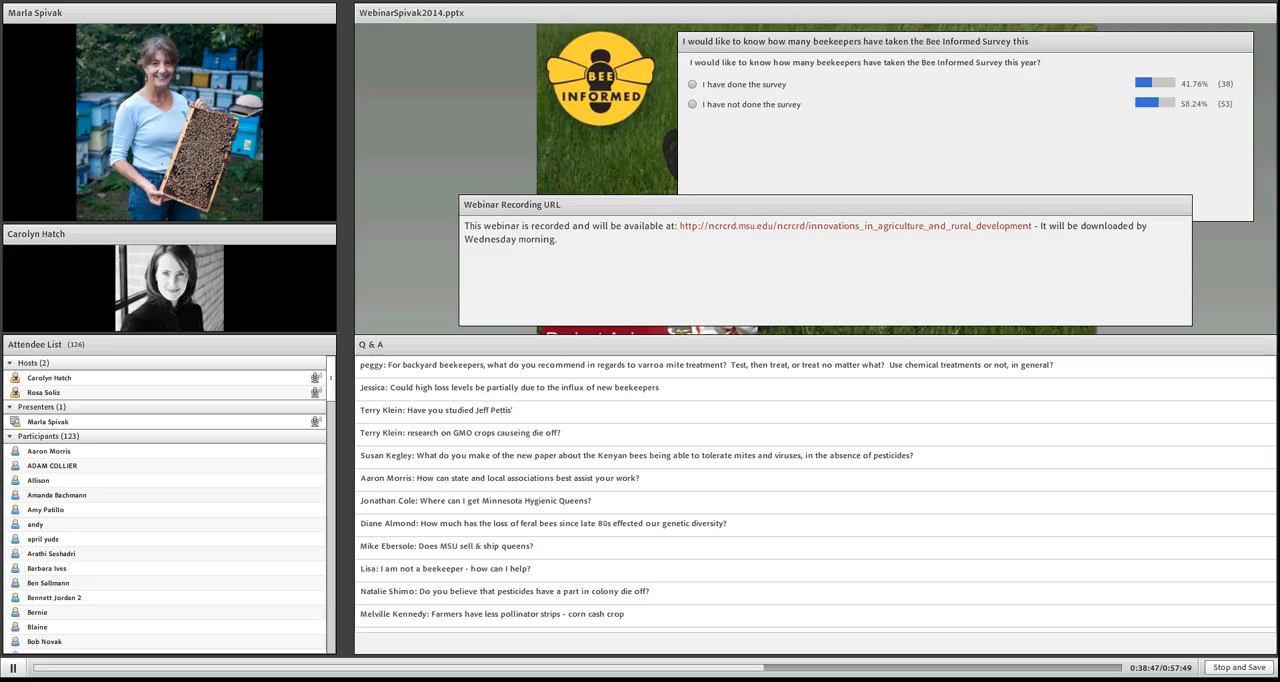 Marla Spivak
WebinarSpivak2014.pptx
BEE
INFORMED
I would like to know how many beekeepers have taken the Bee Informed Survey this
I would like to know how many beekeepers have taken the Bee Informed Survey this year?
I have done the survey
41.76% (38)
I have not done the survey
58.24% (53)
Webinar Recording URL
This webinar is recorded and will be available at: http://ncrcrd.msu.edu/ncrcrd/innovations_in_agriculture_and_rural_development - It will be downloaded by
Wednesday morning.
Carolyn Hatch
Attendee List (126)
Hosts (2)
Carolyn Hatch
Rosa Soliz
Presenters (1)
Marla Spivak
Participants (123)
Aaron Morris
ADAM COLLIER
Allison
Amanda Bachmann
Amy Patillo
andy
april yuds
Arathi Seshadri
Barbara Ives
Ben Sallmann
Bennett Jordan 2
Bernie
Blaine
Bob Novak
Q & A
peggy: For backyard beekeepers, what do you recommend in regards to varroa mite treatment? Test, then treat, or treat no matter what? Use chemical treatments or not, in general?
Jessica: Could high loss levels be partially due to the influx of new beekeepers
Terry Klein: Have you studied Jeff Pettis'
Terry Klein: research on GMO crops causeing die off?
Susan Kegley: What do you make of the new paper about the Kenyan bees being able to tolerate mites and viruses, in the absence of pesticides?
Aaron Morris: How can state and local associations best assist your work?
Jonathan Cole: Where can I get Minnesota Hygienic Queens?
Diane Almond: How much has the loss of feral bees since late 80s effected our genetic diversity?
Mike Ebersole: Does MSU sell & ship queens?
Lisa: I am not a beekeeper - how can I help?
Natalie Shimo: Do you believe that pesticides have a part in colony die off?
Melville Kennedy: Farmers have less pollinator strips - corn cash crop
0:38:47/0:57:49
Stop and Save